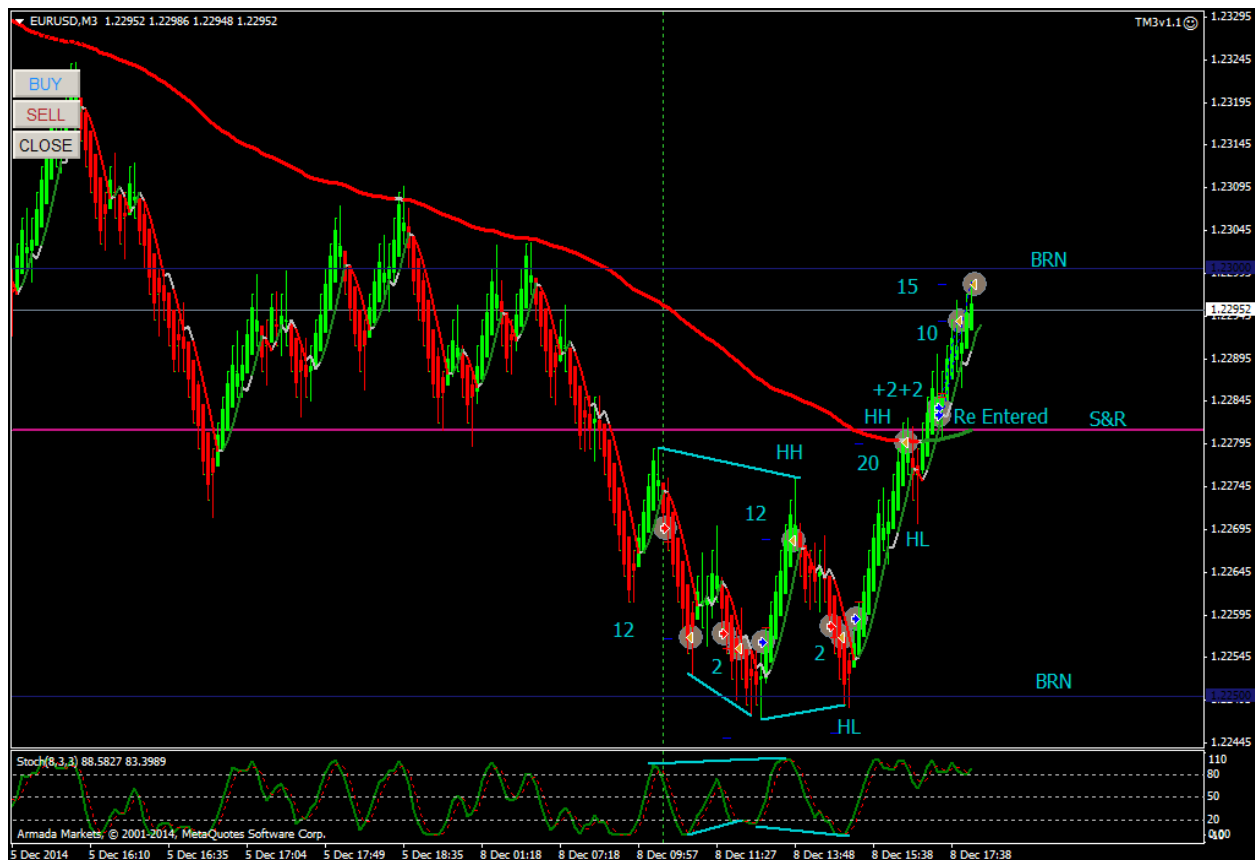 EURUSD,M3 1.22952 1.22986 1.22948 1.22952
TM3v1.1
BUY
SELL
CLOSE
1.23295
1.23245
1.23195
1.23145
1.23095
1.23045
BRN
1.23000
15
1.22952
10
1.22895
+2+2
1.22845
HH
Re Entered
S&R
1.22795
HH
20
1.22745
12
1.22695
HL
1.22645
12
1.22595
2
2
1.22545
BRN
1.22500
HL
1.22445
Stoch(8,3,3) 88.5827 83.3989
110
80
50
20
Armada Markets, © 2001-2014, MetaQuotes Software Corp.
5 Dec 2014
5 Dec 16:10
5 Dec 16:35
5 Dec 17:04
5 Dec 17:49
5 Dec 18:35
8 Dec 01:18
8 Dec 07:18
8 Dec 09:57
8 Dec 11:27
8 Dec 13:48
8 Dec 15:38
8 Dec 17:38